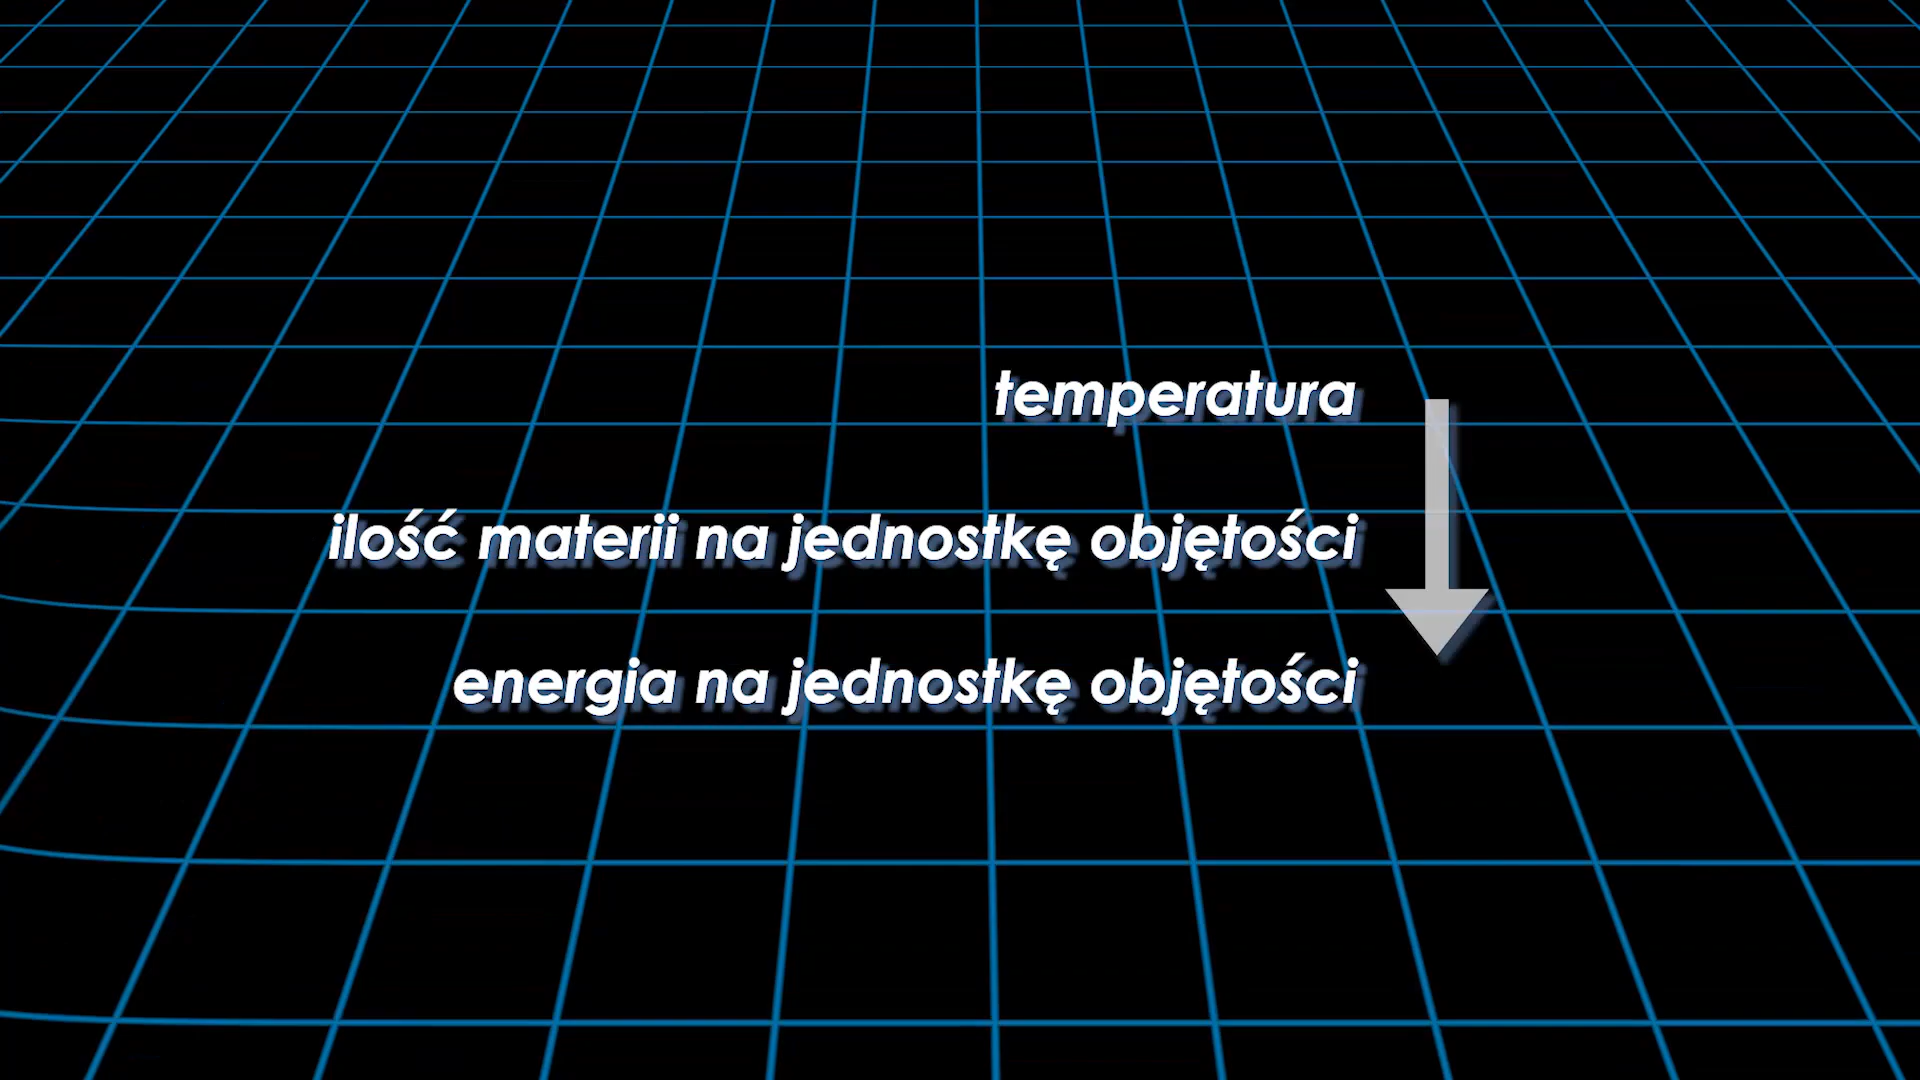 temperatura
ilość materii na jednostkę objętości
energia na jednostkę objętości